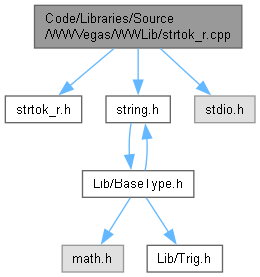 Code/Libraries/Source
/WWVegas/WWLib/strtok_r.cpp
strtok_r.h
string.h
stdio.h
Lib/BaseType.h
math.h
Lib/Trig.h